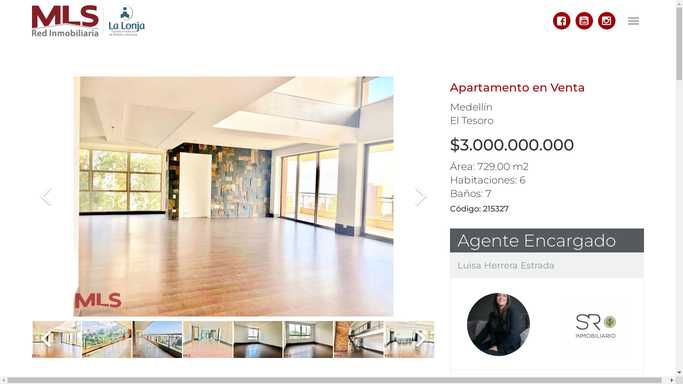 MLS
Red Inmobiliaria
La Lonja
Apartamento en Venta
Medellín
El Tesoro
$3.000.000.000
Área: 729.00 m2
Habitaciones: 6
Baños: 7
Código: 215327
Agente Encargado
Luisa Herrera Estrada
MLS
SR
INMOBILIARIO